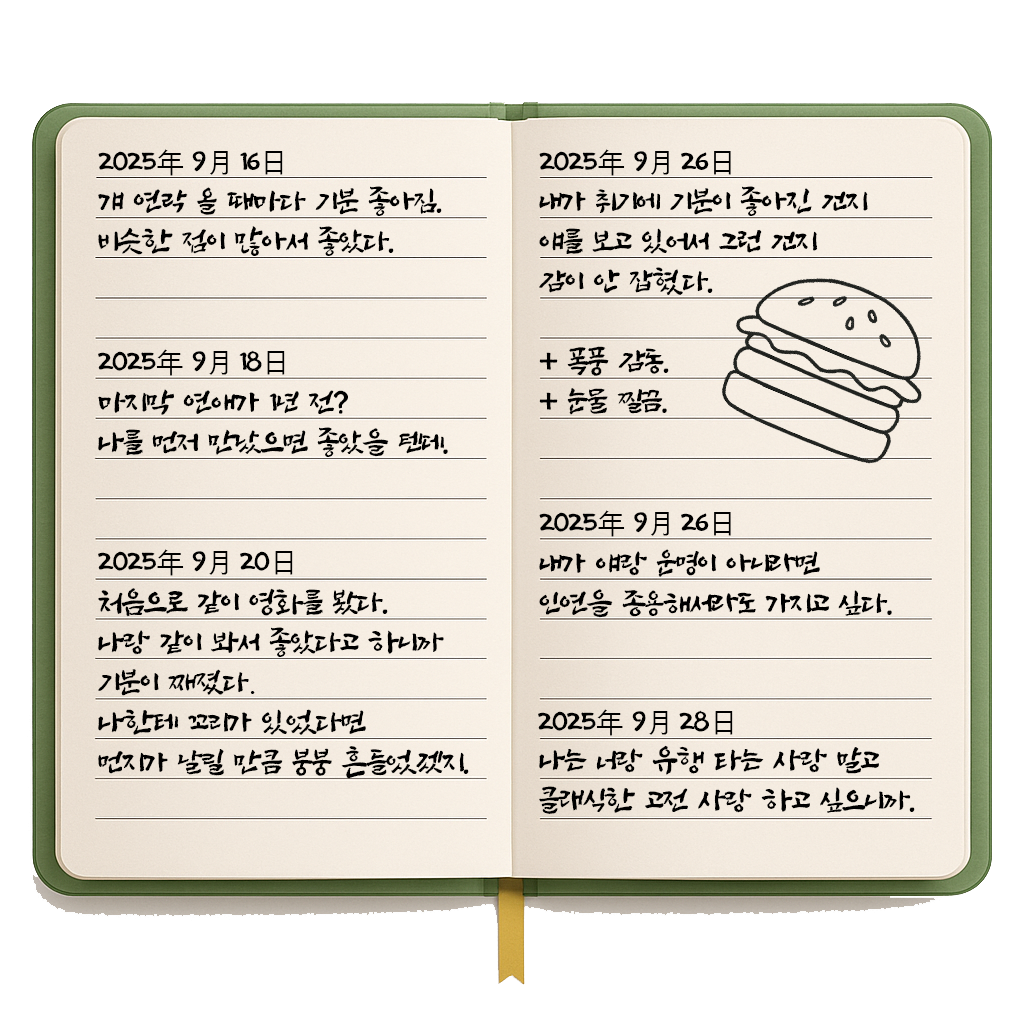 2025年 9月 16日
걔 연락 올 때마다 기분 좋아짐.
비슷한 점이 많아서 좋았다.
2025年 9月 18日
마지막 연애가 1년 전?
나를 먼저 만났으면 좋았을 텐데!
2025年 9月 20日
처음으로 같이 영화를 봤다.
나랑 같이 봐서 좋았다고 하니까
기분이 째졌다.
나한테 꼬리가 있었다면
먼지가 날릴 만큼 붕붕 흔들었겠지.
2025年 9月 26日
내가 취기에 기분이 좋아진 건지
얘를 보고 있어서 그런 건지
감이 안 잡혔다.
+ 폭풍 감동.
+ 눈물 찔끔.
2025年 9月 26日
내가 얘랑 운명이 아니라면
인연을 종용해서라도 가지고 싶다.
2025年 9月 28日
나는 너랑 유행 타는 사랑 말고
클래식한 고전 사랑 하고 싶으니까.